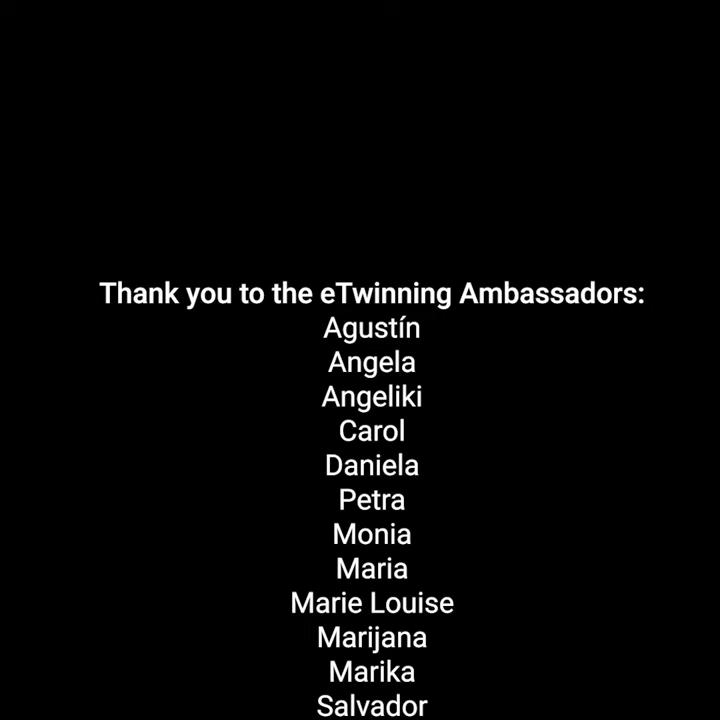 Thank you to the eTwinning Ambassadors:
Agustín
Angela
Angeliki
Carol
Daniela
Petra
Monia
Maria
Marie Louise
Marijana
Marika
Salvador